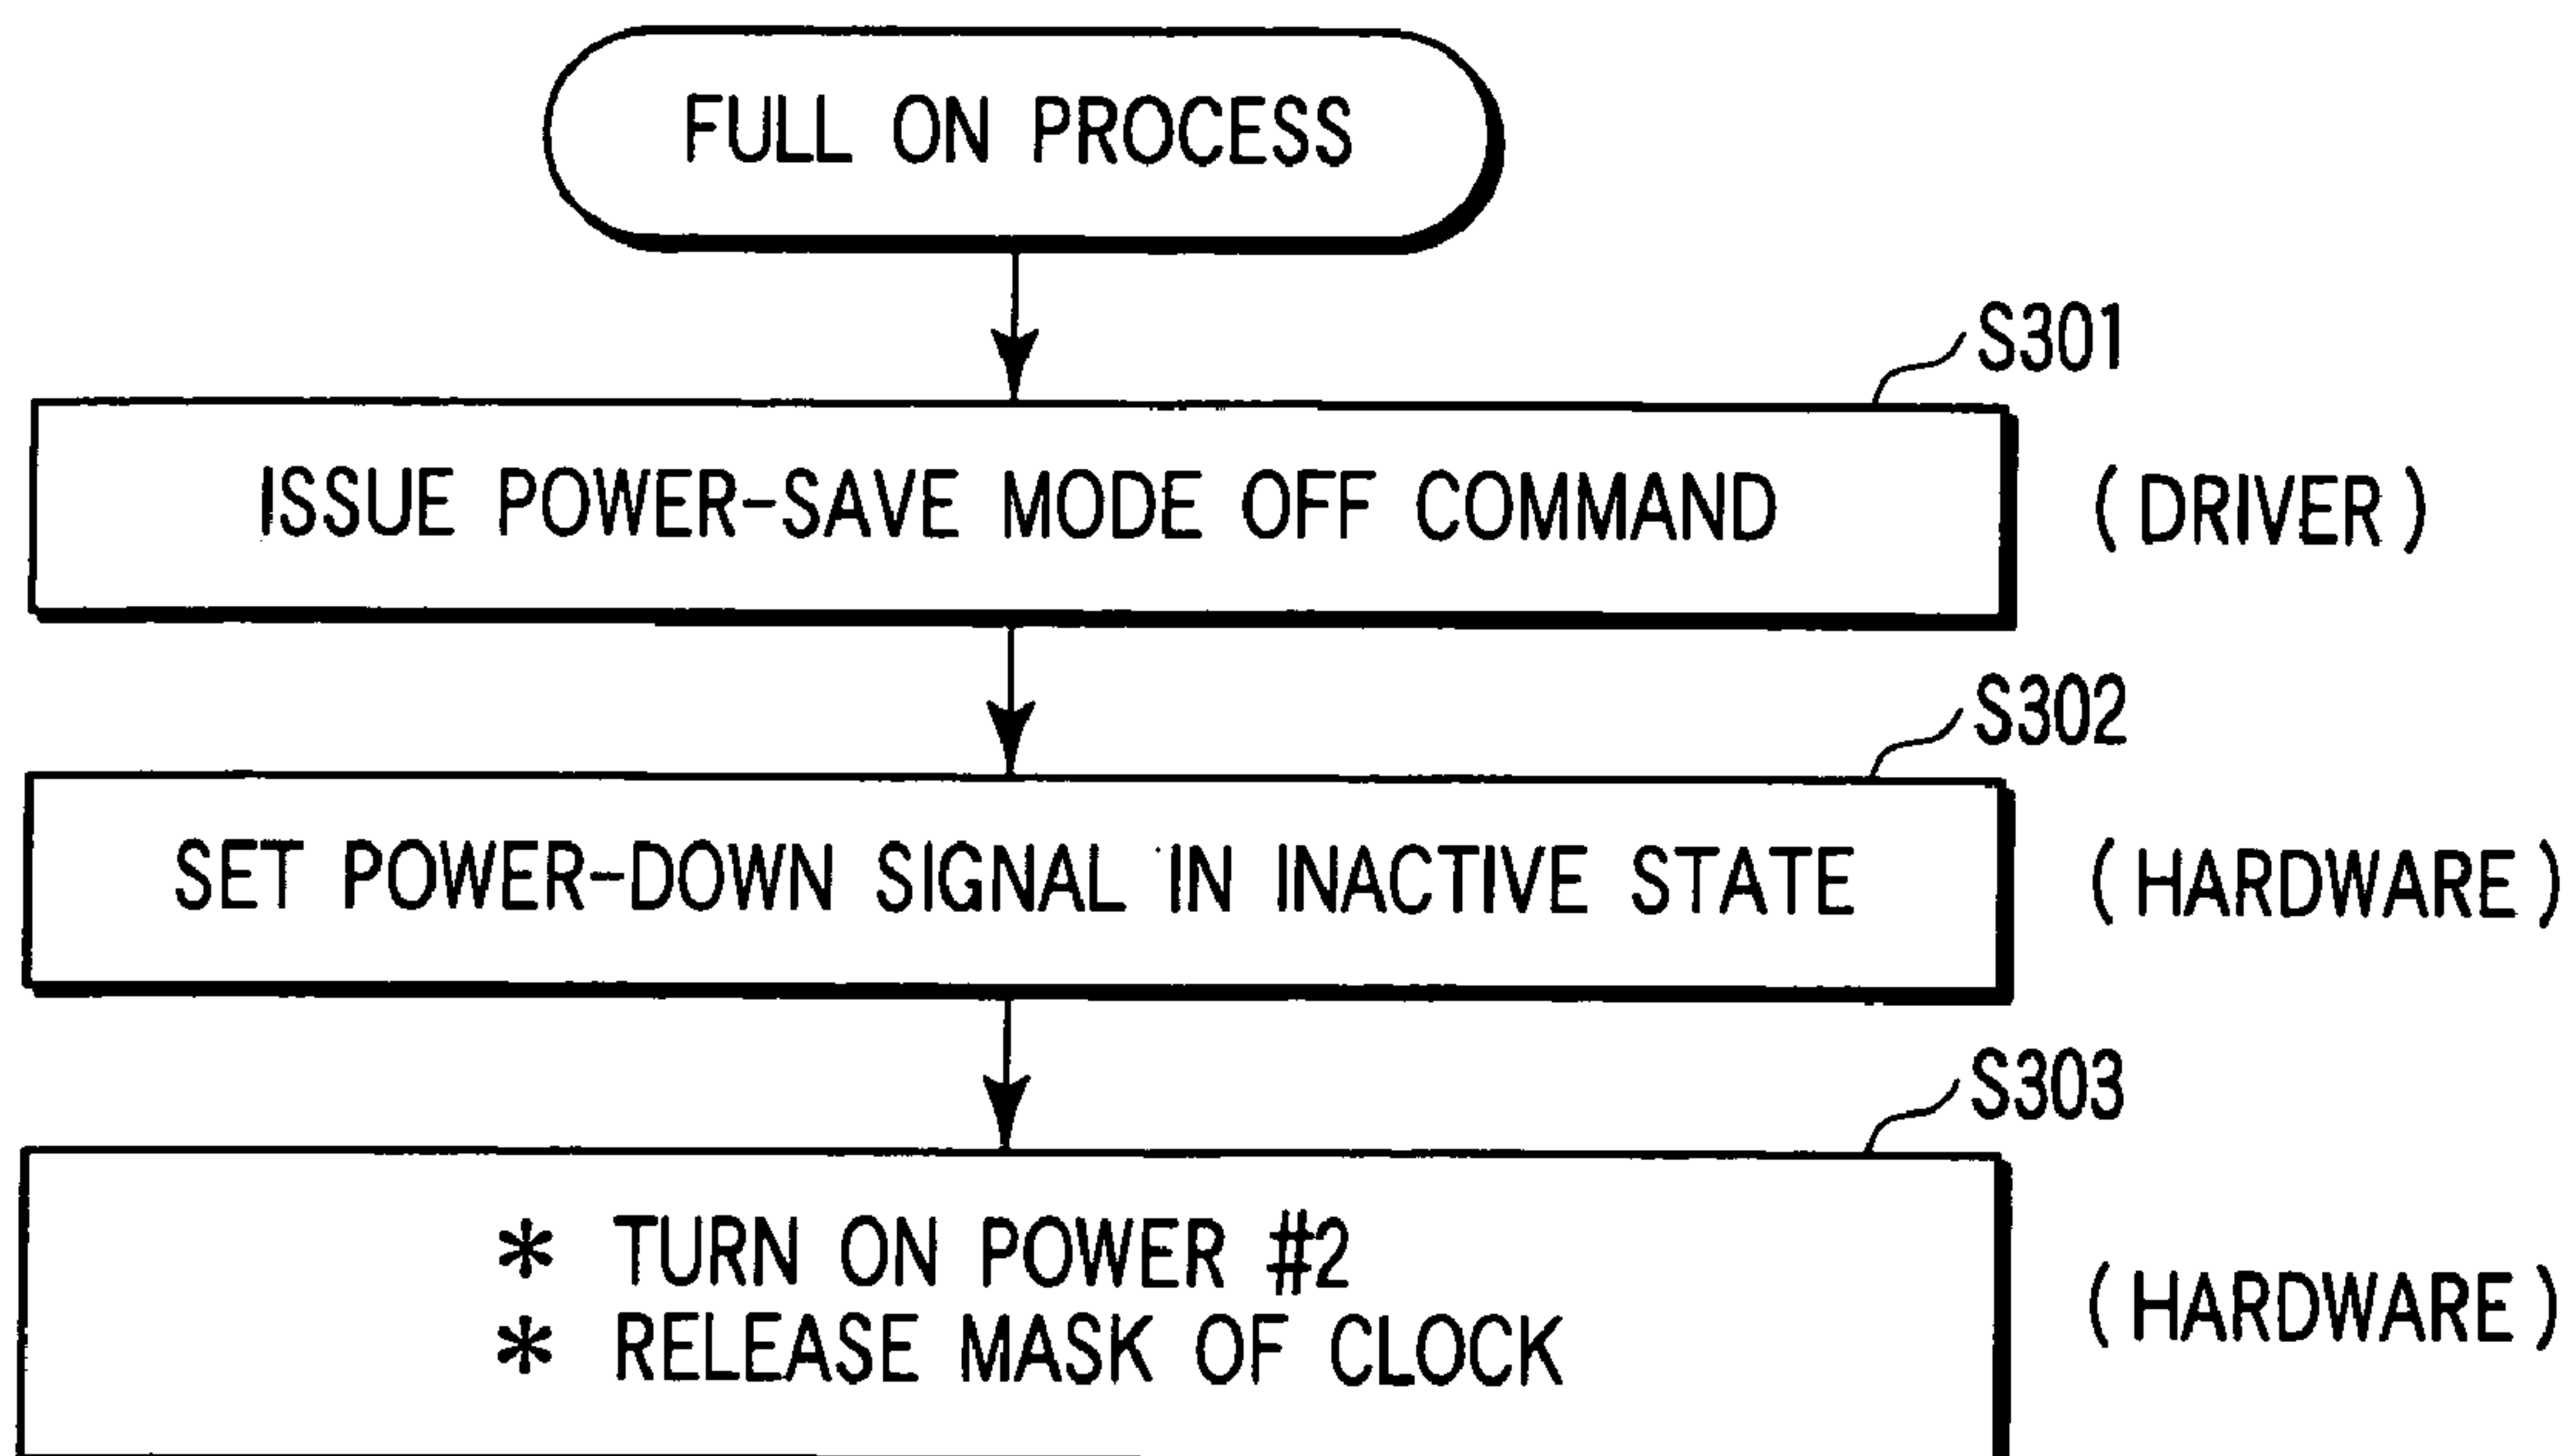 FULL ON PROCESS
S301
ISSUE POWER-SAVE MODE OFF COMMAND
(DRIVER)
S302
SET POWER-DOWN SIGNAL IN INACTIVE STATE
(HARDWARE)
S303
* TURN ON POWER #2
* RELEASE MASK OF CLOCK
(HARDWARE)